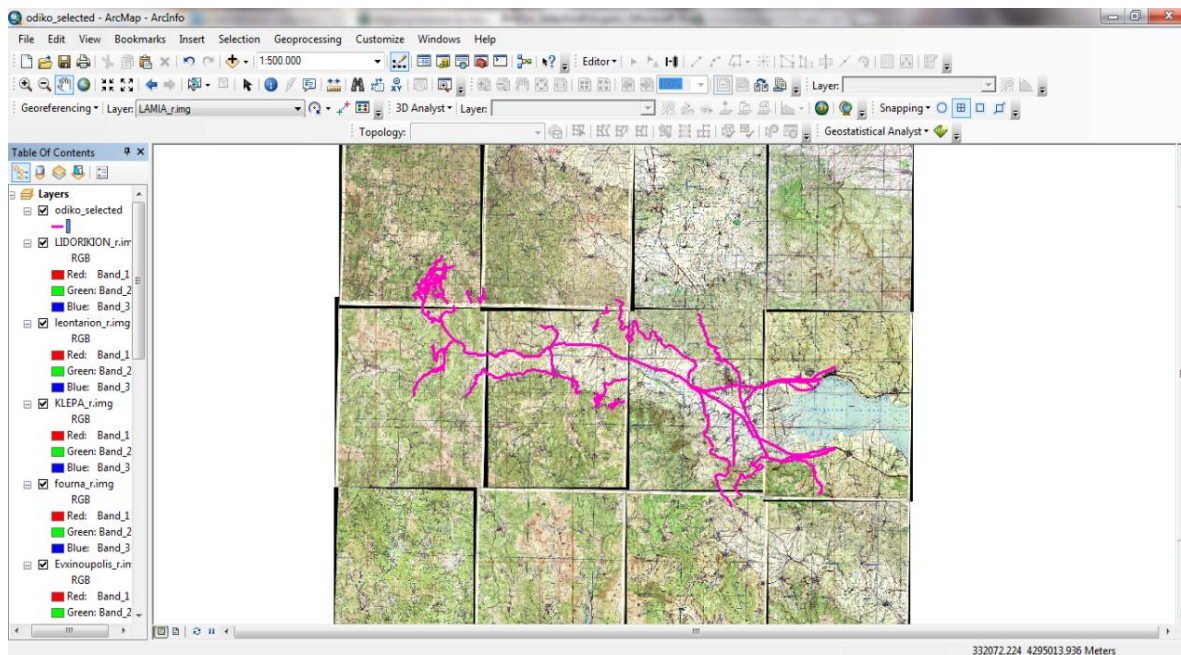 odiko_selected - ArcMap - ArcInfo
File Edit View Bookmarks Insert Selection Geoprocessing Customize Windows Help
1:500.000 Editor
Layer:
Georeferencing Layer: LAMIA_r.img 3D Analyst Layer: Snapping
Topology: Geostatistical Analyst
Table Of Contents
Layers
odiko_selected
LIDORIKION_r.im
RGB
Red: Band_1
Green: Band_2
Blue: Band_3
leontarion_r.img
RGB
Red: Band_1
Green: Band_2
Blue: Band_3
KLEPA_r.img
RGB
Red: Band_1
Green: Band_2
Blue: Band_3
fourna_r.img
RGB
Red: Band_1
Green: Band_2
Blue: Band_3
Evxinoupolis_r.im
RGB
Red: Band_1
Green: Band_2
332072,224 4295013,936 Meters